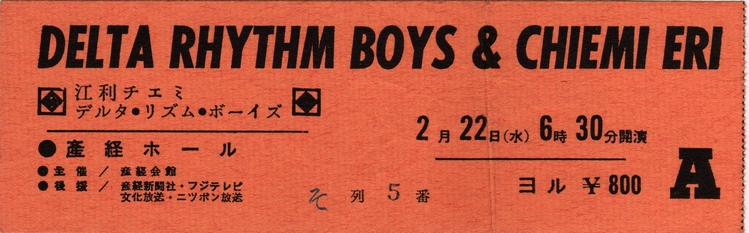 DELTA RHYTHM BOYS & CHIEMI ERI
江利チエミ
デルタ●リズム●ボーイズ
2月22日(水)6時30分開演
●産経ホール
ヨル ¥800
A
●主催/産経会館
●後援/産経新聞社・フジテレビ
文化放送・ニッポン放送
そ列5番